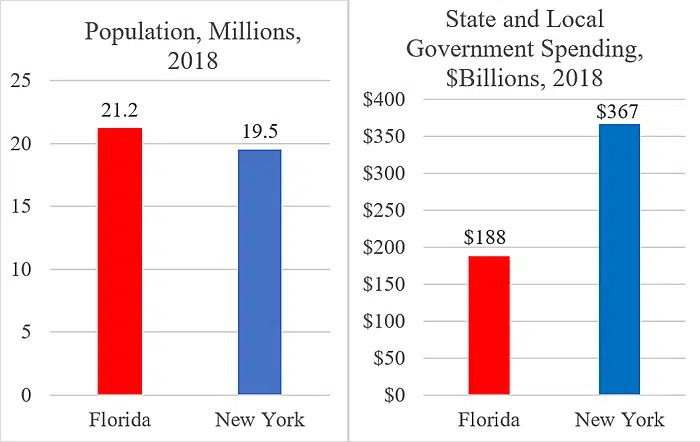 Population, Millions,
2018
25
20
15
10
5
0
21.2
19.5
Florida
New York
State and Local
Government Spending,
$Billions, 2018
$400
$350
$300
$250
$200
$150
$100
$50
$0
$188
$367
Florida
New York